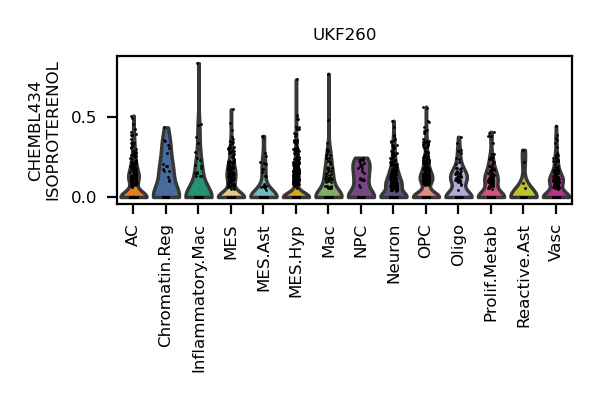 UKF260
CHEMBL434
ISOPROTERENOL
0.5
0.0
AC
Chromatin.Reg
Inflammatory.Mac
MES
MES.Ast
MES.Hyp
Mac
NPC
Neuron
OPC
Oligo
Prolif.Metab
Reactive.Ast
Vasc